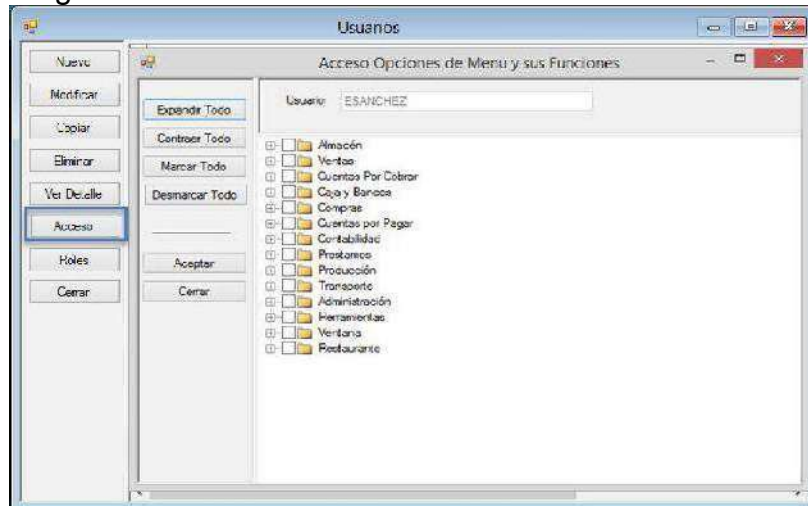 Usuarios
Nuevo
Modificar
Copiar
Eliminar
Ver Detalle
Acceso
Roles
Cerrar
Acceso Opciones de Menu y sus Funciones
Expandir Todo
Contraer Todo
Marcar Todo
Desmarcar Todo
Aceptar
Cerrar
Usuario ESANCHEZ
Almacén
Ventas
Cuentas Por Cobrar
Caja y Bancos
Compras
Cuentas por Pagar
Contabilidad
Prestamos
Producción
Transporte
Administración
Herramientas
Ventana
Restaurante